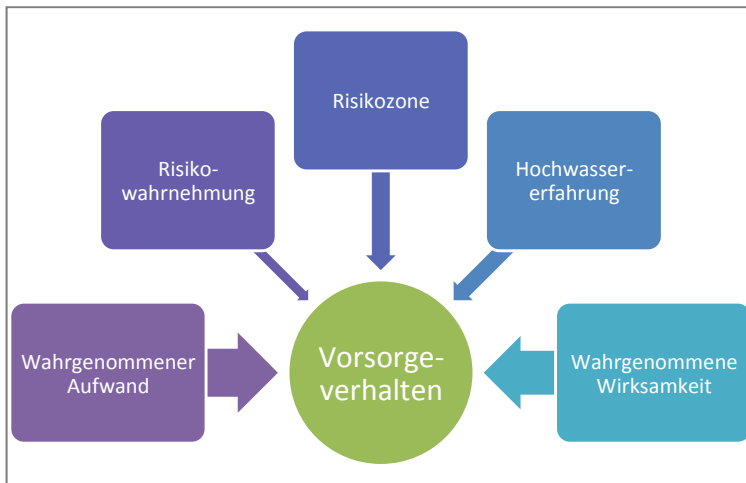 Risikozone
Risiko-
wahrnehmung
Hochwasser-
erfahrung
Wahrgenommener
Aufwand
Vorsorge-
verhalten
Wahrgenommene
Wirksamkeit